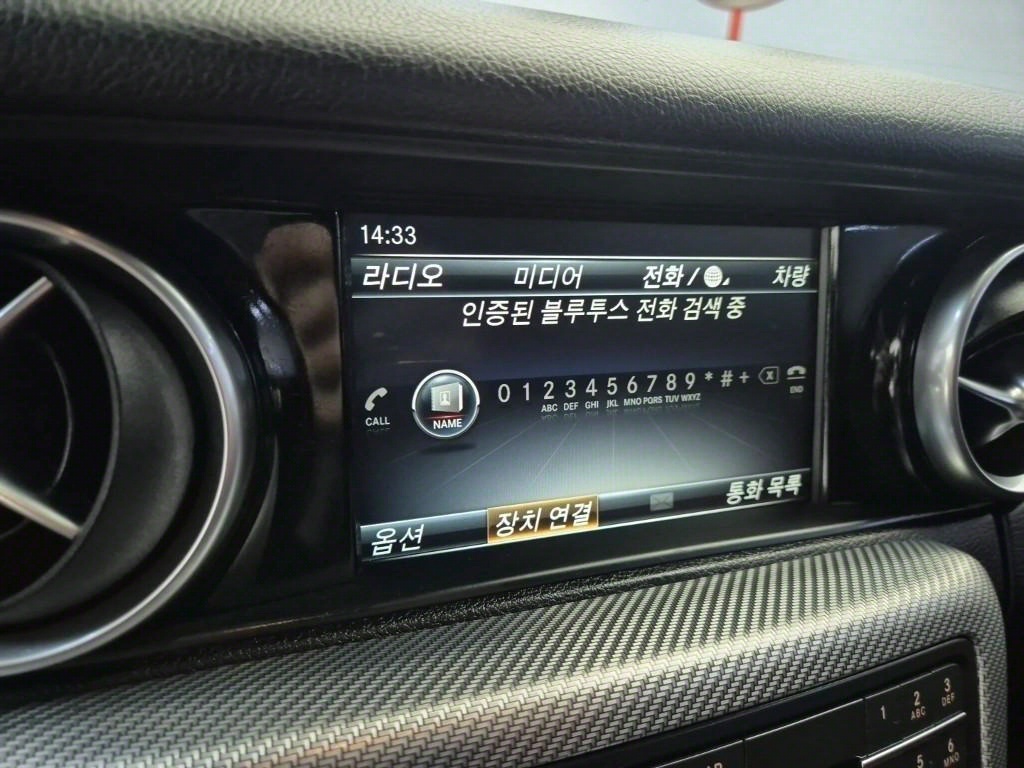 14:33
라디오 미디어 전화 / 차량
인증된 블루투스 전화 검색 중
CALL NAME 0 1 2 3 4 5 6 7 8 9 * # + X END
ABC DEF GHI JKL MNO PQRS TUV WXYZ
옵션 장치 연결 통화 목록
1 2 ABC 3 DEF
5 6 MNO